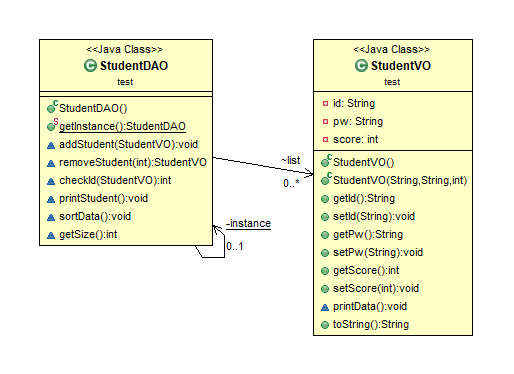 <<Java Class>>
StudentDAO
test
StudentDAO()
getInstance():StudentDAO
addStudent(StudentVO):void
removeStudent(int):StudentVO
checkId(StudentVO):int
printStudent():void
sortData():void
getSize():int
~list
0..*
-instance
0..1
<<Java Class>>
StudentVO
test
id: String
pw: String
score: int
StudentVO()
StudentVO(String,String,int)
getId():String
setId(String):void
getPw():String
setPw(String):void
getScore():int
setScore(int):void
printData():void
toString():String